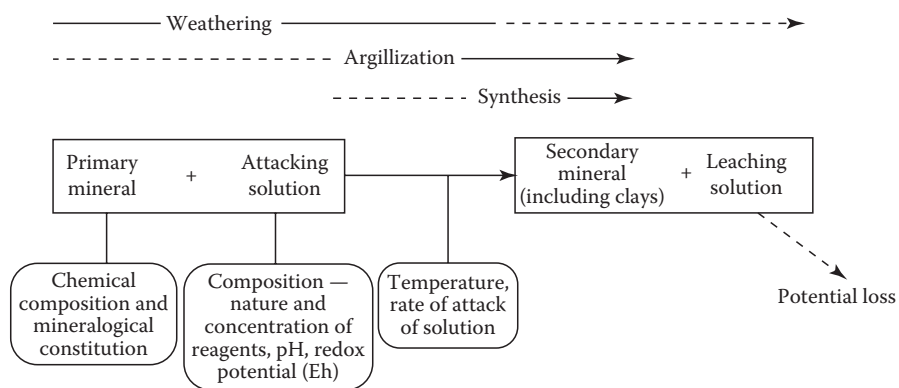 Weathering
Argillization
Synthesis
Primary
mineral
+
Attacking
solution
Secondary
mineral
(including clays)
+
Leaching
solution
Chemical
composition and
mineralogical
constitution
Composition —
nature and
concentration of
reagents, pH, redox
potential (Eh)
Temperature,
rate of attack
of solution
Potential loss